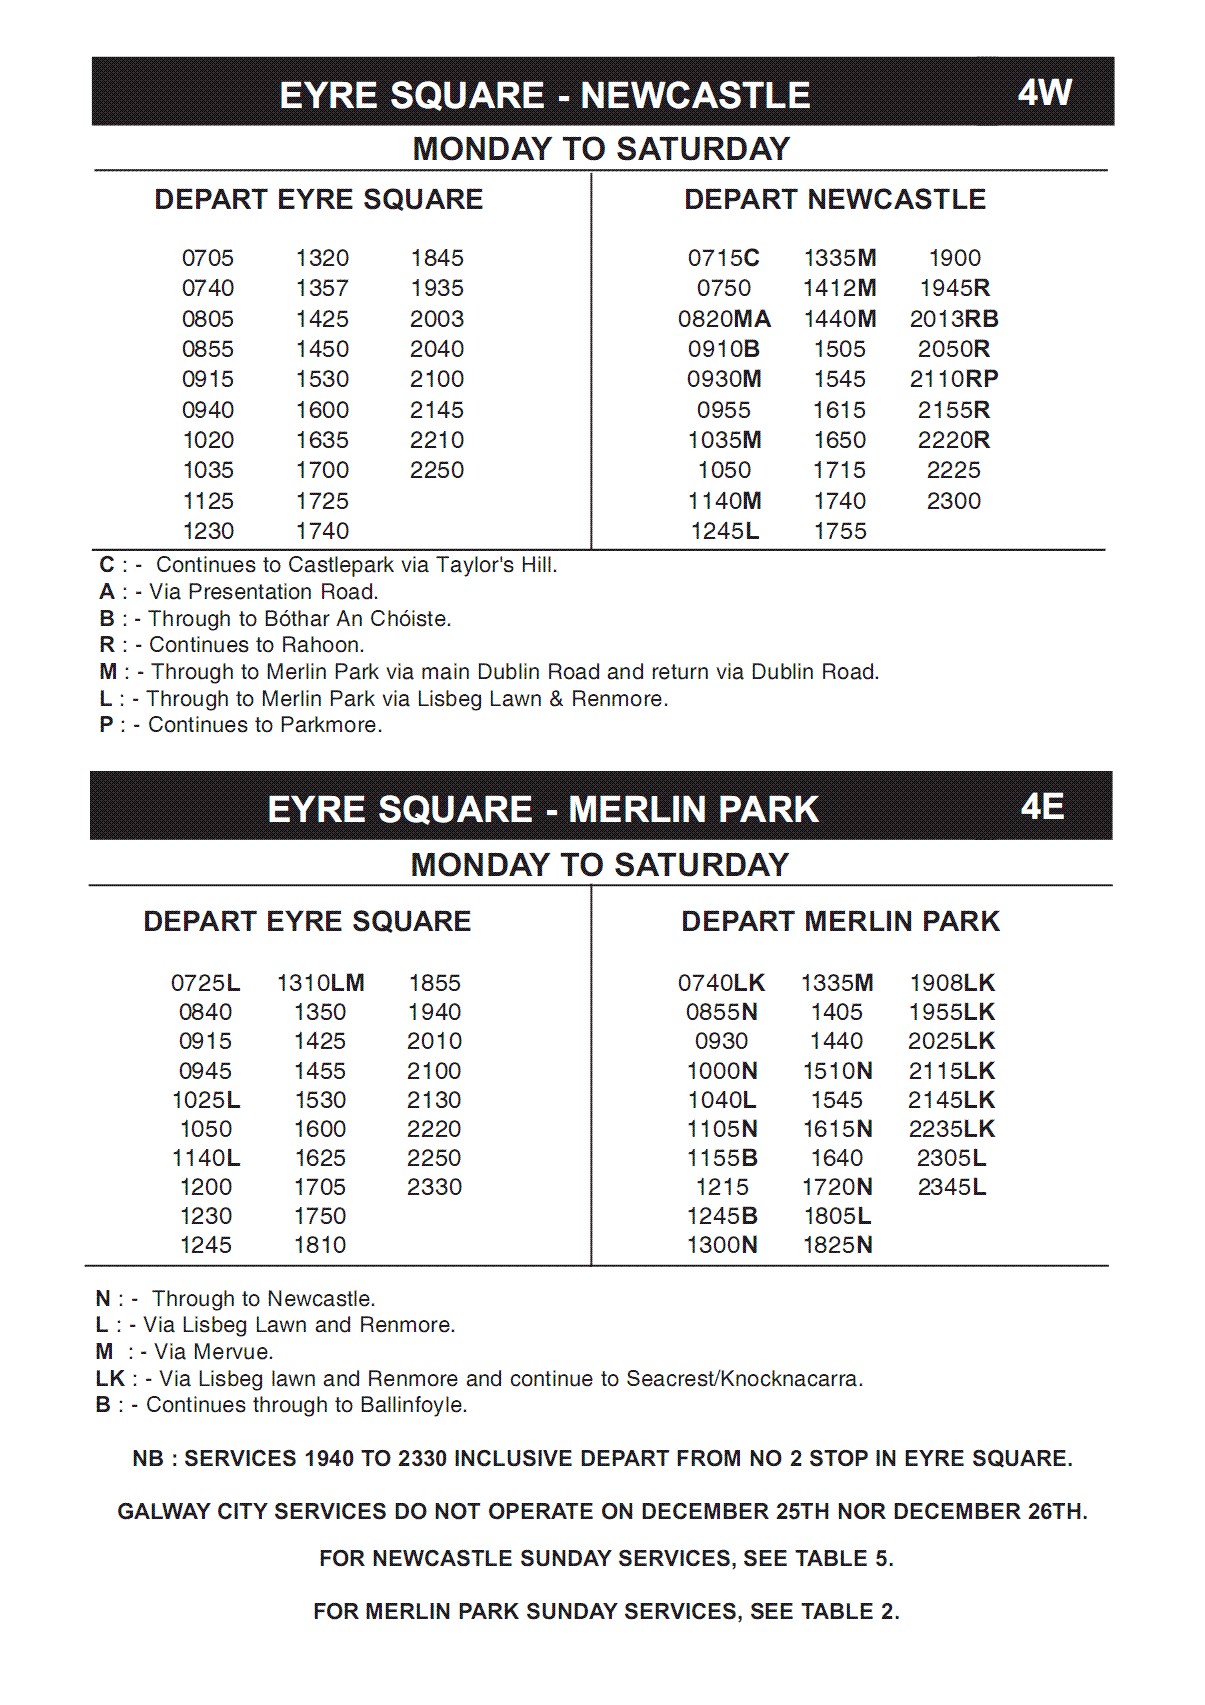 EYRE SQUARE - NEWCASTLE 4W
MONDAY TO SATURDAY
DEPART EYRE SQUARE DEPART NEWCASTLE
0705 1320 1845 0715C 1335M 1900
0740 1357 1935 0750 1412M 1945R
0805 1425 2003 0820MA 1440M 2013RB
0855 1450 2040 0910B 1505 2050R
0915 1530 2100 0930M 1545 2110RP
0940 1600 2145 0955 1615 2155R
1020 1635 2210 1035M 1650 2220R
1035 1700 2250 1050 1715 2225
1125 1725 1140M 1740 2300
1230 1740 1245L 1755
C : - Continues to Castlepark via Taylor's Hill.
A : - Via Presentation Road.
B : - Through to Bóthar An Chóiste.
R : - Continues to Rahoon.
M : - Through to Merlin Park via main Dublin Road and return via Dublin Road.
L : - Through to Merlin Park via Lisbeg Lawn & Renmore.
P : - Continues to Parkmore.
EYRE SQUARE - MERLIN PARK 4E
MONDAY TO SATURDAY
DEPART EYRE SQUARE DEPART MERLIN PARK
0725L 1310LM 1855 0740LK 1335M 1908LK
0840 1350 1940 0855N 1405 1955LK
0915 1425 2010 0930 1440 2025LK
0945 1455 2100 1000N 1510N 2115LK
1025L 1530 2130 1040L 1545 2145LK
1050 1600 2220 1105N 1615N 2235LK
1140L 1625 2250 1155B 1640 2305L
1200 1705 2330 1215 1720N 2345L
1230 1750 1245B 1805L
1245 1810 1300N 1825N
N : - Through to Newcastle.
L : - Via Lisbeg Lawn and Renmore.
M : - Via Mervue.
LK : - Via Lisbeg lawn and Renmore and continue to Seacrest/Knocknacarra.
B : - Continues through to Ballinfoyle.
NB : SERVICES 1940 TO 2330 INCLUSIVE DEPART FROM NO 2 STOP IN EYRE SQUARE.
GALWAY CITY SERVICES DO NOT OPERATE ON DECEMBER 25TH NOR DECEMBER 26TH.
FOR NEWCASTLE SUNDAY SERVICES, SEE TABLE 5.
FOR MERLIN PARK SUNDAY SERVICES, SEE TABLE 2.